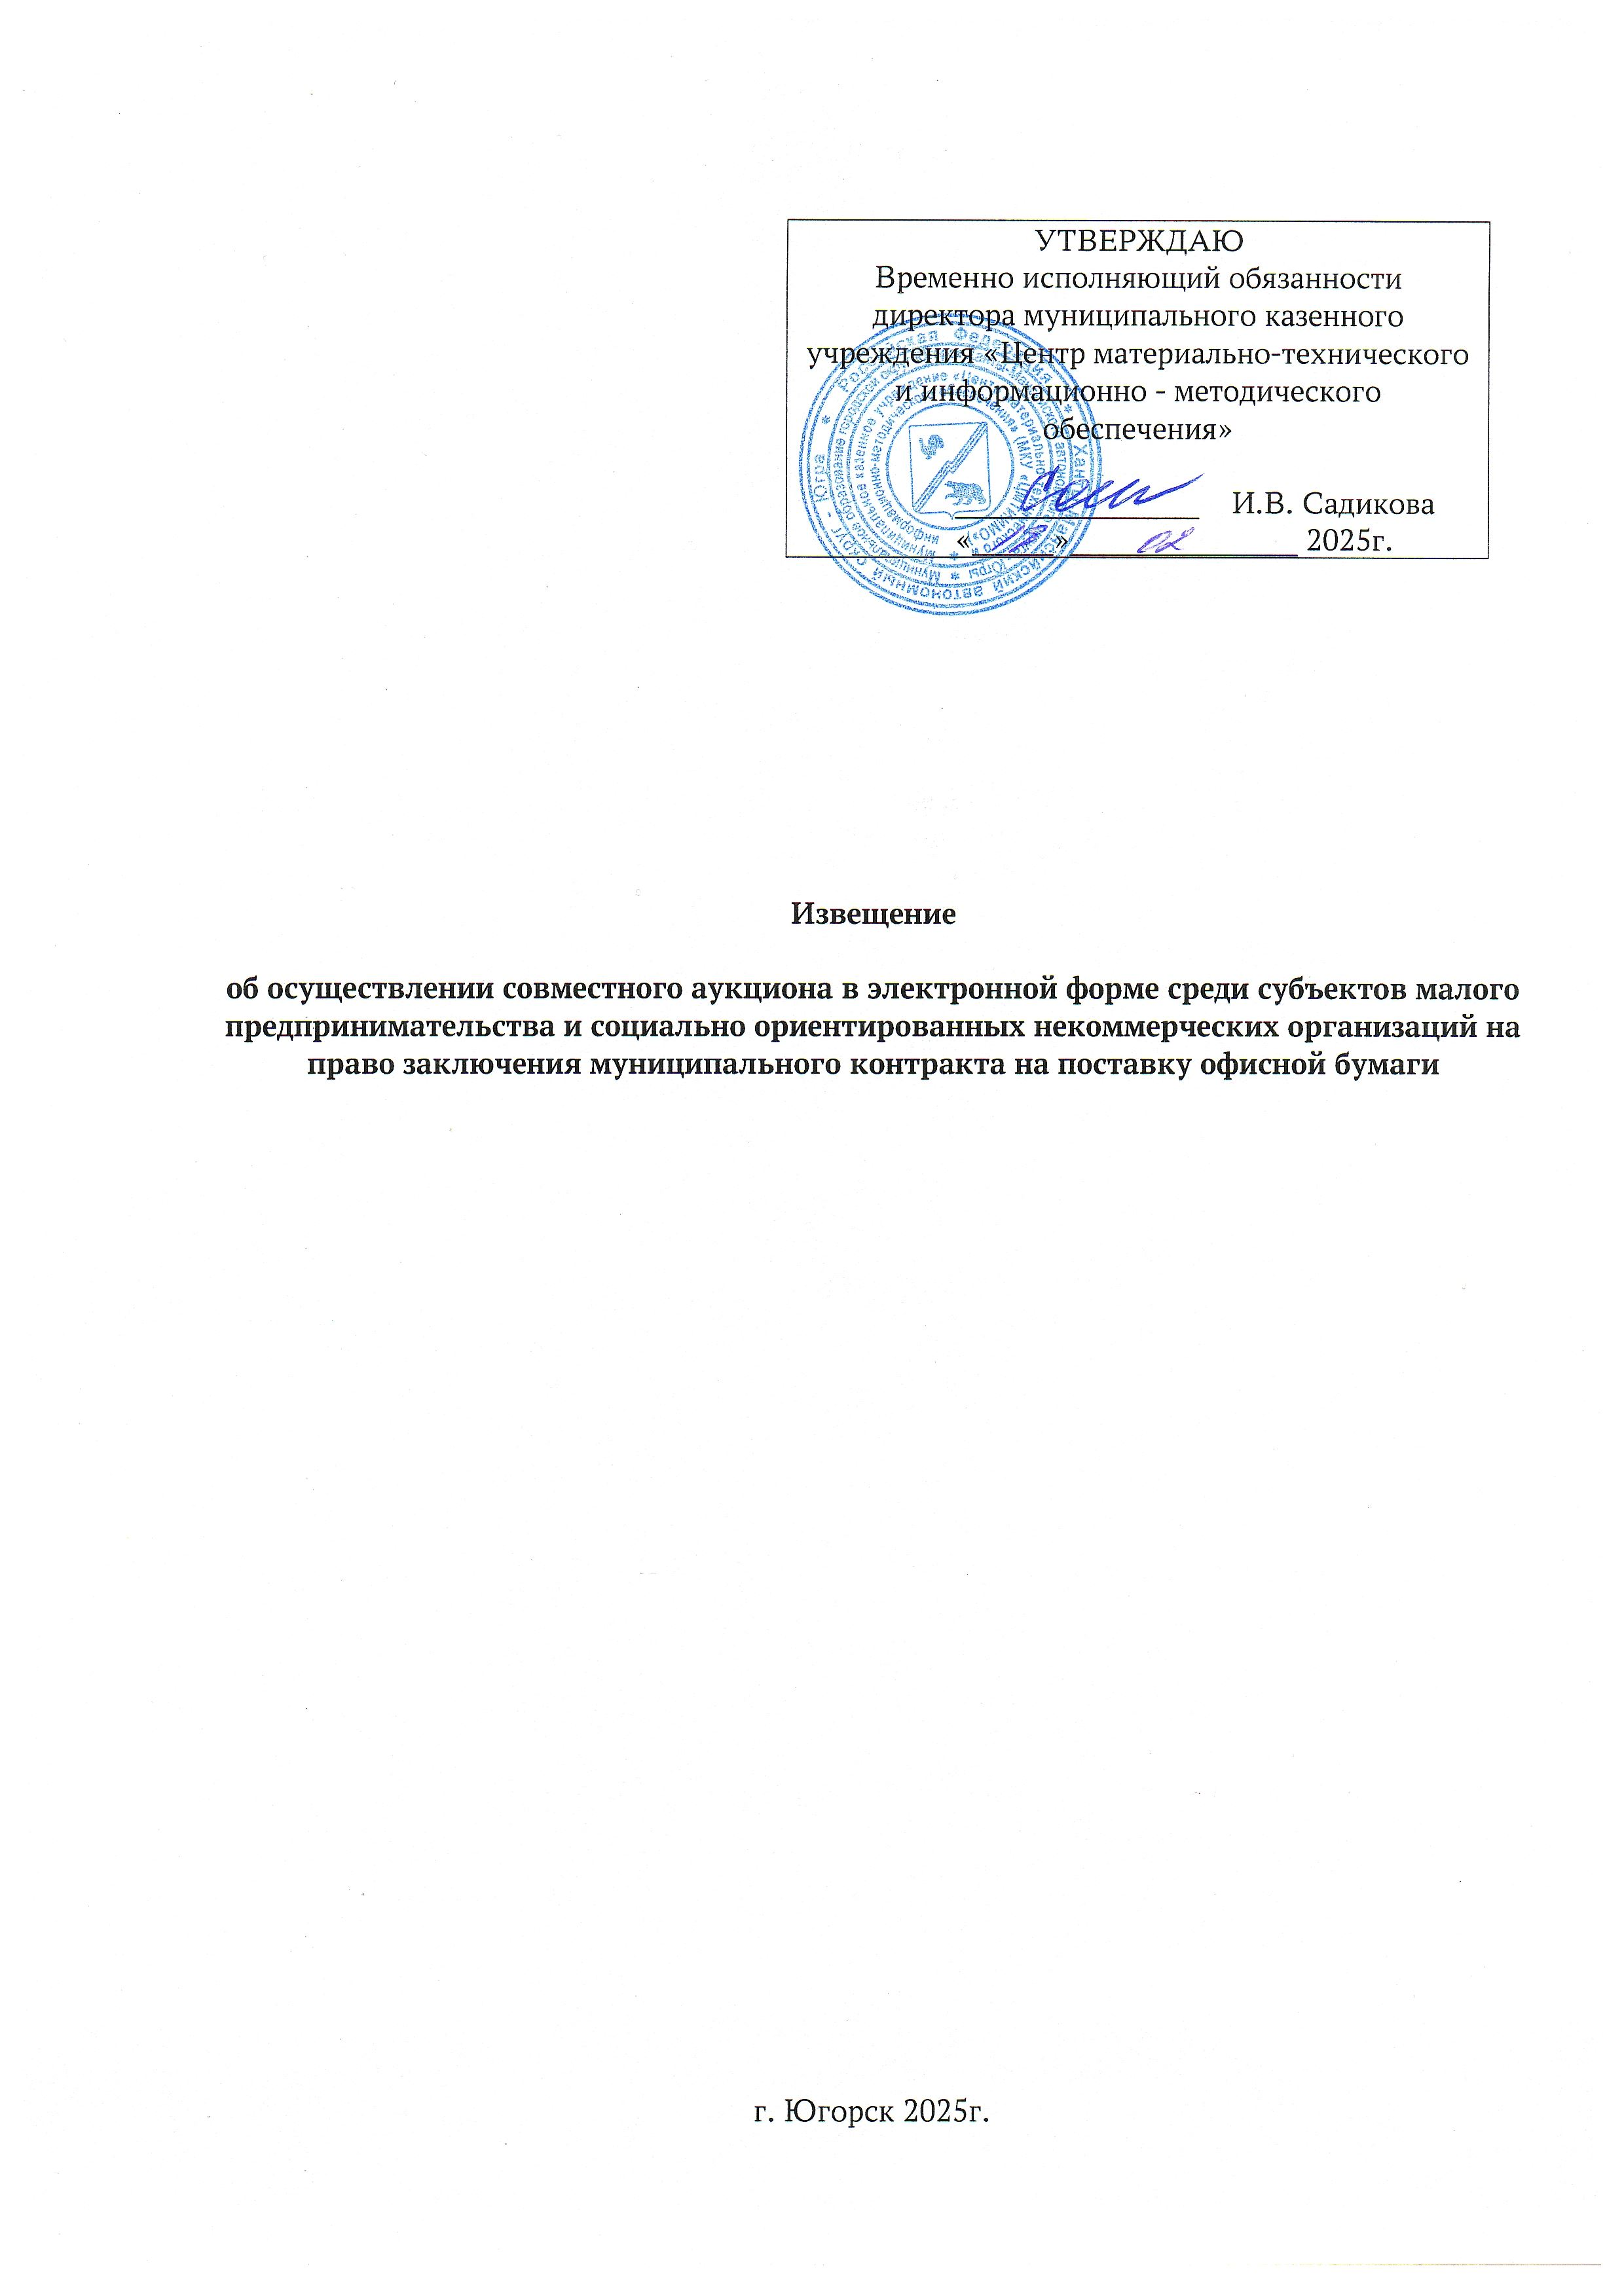 УТВЕРЖДАЮ
Временно исполняющий обязанности
директора муниципального казенного
учреждения «Центр материально-технического
и информационно - методического
обеспечения»
И.В. Садикова
« » 02 2025г.
Извещение
об осуществлении совместного аукциона в электронной форме среди субъектов малого
предпринимательства и социально ориентированных некоммерческих организаций на
право заключения муниципального контракта на поставку офисной бумаги
г. Югорск 2025г.